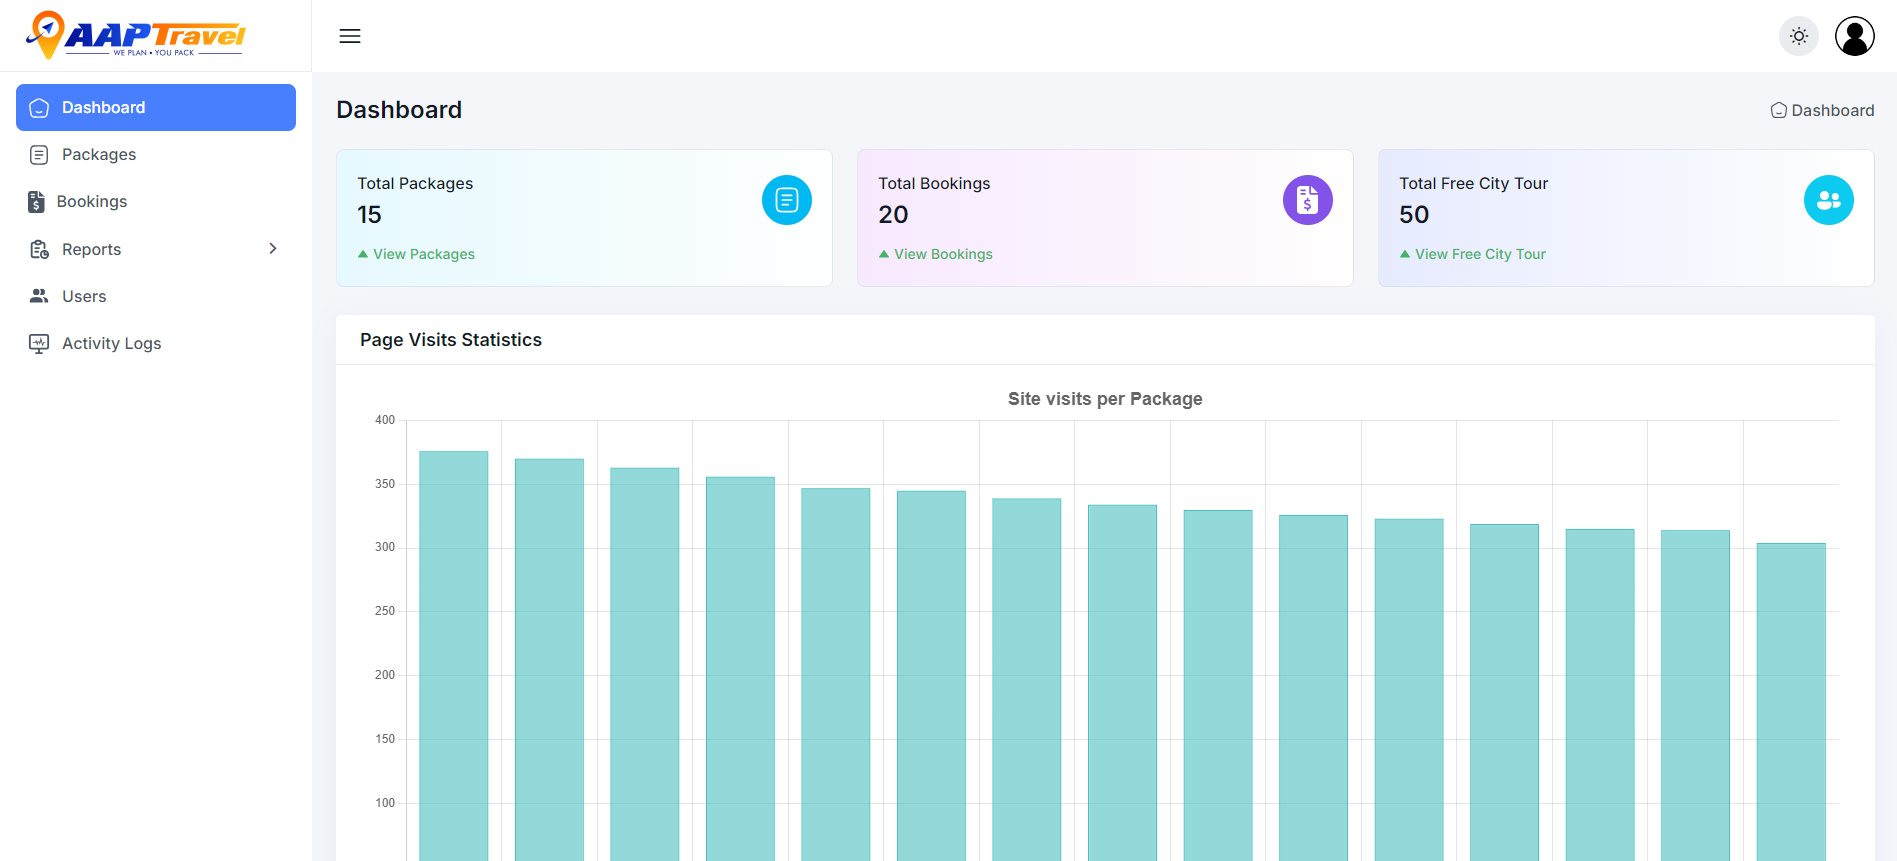 AAPTravel
WE PLAN • YOU PACK
Dashboard
Packages
Bookings
Reports
Users
Activity Logs
Dashboard
Dashboard
Total Packages
15
View Packages
Total Bookings
20
View Bookings
Total Free City Tour
50
View Free City Tour
Page Visits Statistics
Site visits per Package
400
350
300
250
200
150
100